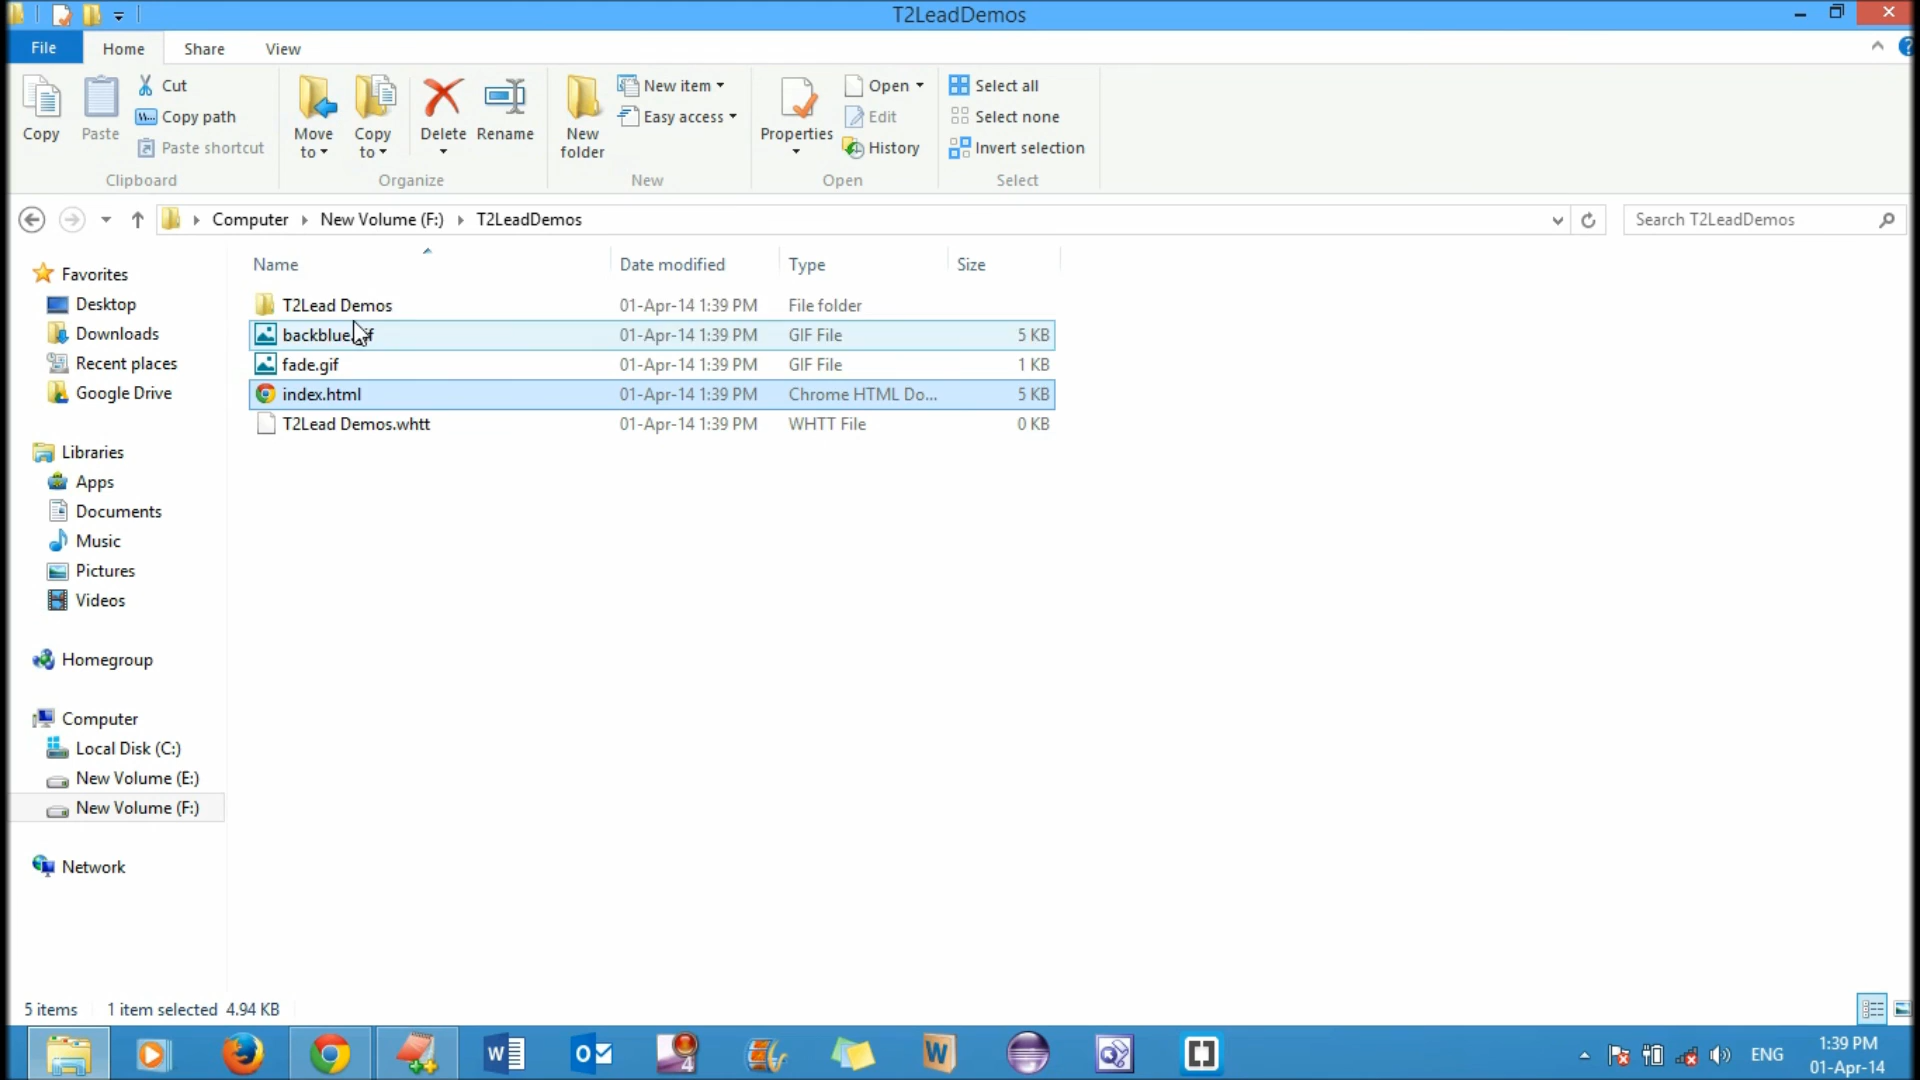 T2LeadDemos
File Home Share View
Copy
Paste
Cut
Copy path
Paste shortcut
Clipboard
Move to
Copy to
Delete
Rename
Organize
New folder
New item
Easy access
New
Properties
Open
Edit
History
Open
Select all
Select none
Invert selection
Select
Computer New Volume (F:) T2LeadDemos
Search T2LeadDemos
Favorites
Desktop
Downloads
Recent places
Google Drive
Libraries
Apps
Documents
Music
Pictures
Videos
Homegroup
Computer
Local Disk (C:)
New Volume (E:)
New Volume (F:)
Network
Name Date modified Type Size
T2Lead Demos 01-Apr-14 1:39 PM File folder
01-Apr-14 1:39 PM GIF File 5 KB
fade.gif 01-Apr-14 1:39 PM GIF File 1 KB
index.html 01-Apr-14 1:39 PM Chrome HTML Do... 5 KB
T2Lead Demos.whtt 01-Apr-14 1:39 PM WHTT File 0 KB
5 items 1 item selected 4.94 KB
ENG
1:39 PM
01-Apr-14